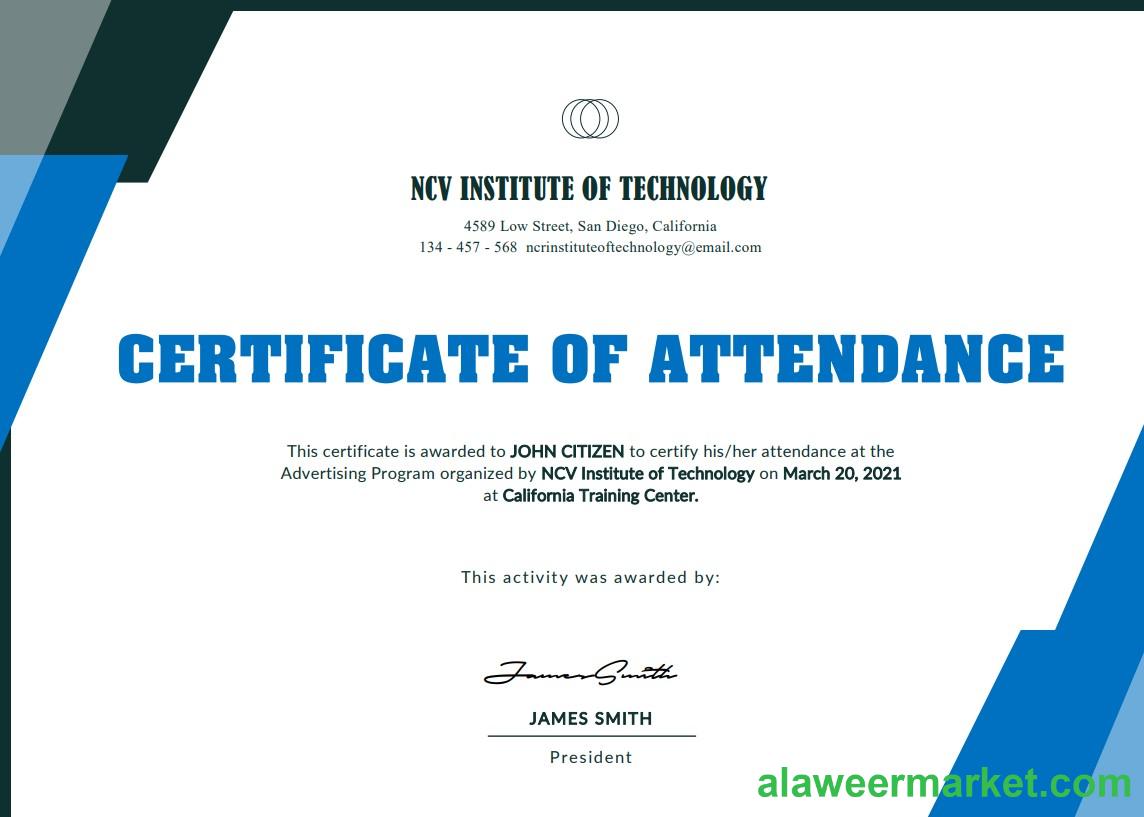 NCV INSTITUTE OF TECHNOLOGY
4589 Low Street, San Diego, California
134 - 457 - 568 ncrinstituteoftechnology@email.com
CERTIFICATE OF ATTENDANCE
This certificate is awarded to JOHN CITIZEN to certify his/her attendance at the
Advertising Program organized by NCV Institute of Technology on March 20, 2021
at California Training Center.
This activity was awarded by:
James Smith
JAMES SMITH
President
alaweermarket.com